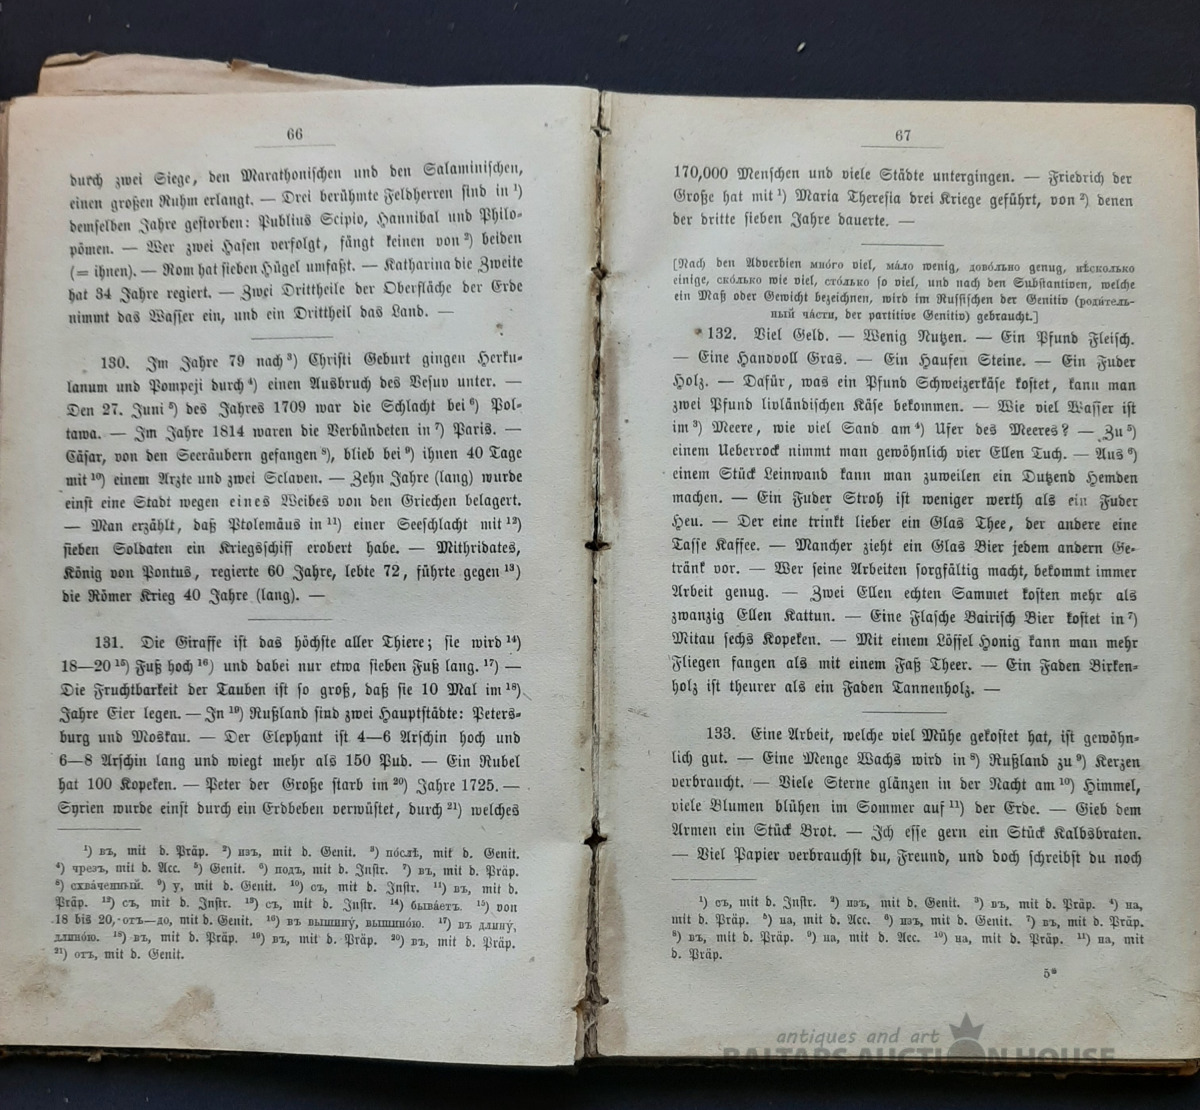 66
durch zwei Siege, den Marathonischen und den Salaminischen,
einen großen Ruhm erlangt. — Drei berühmte Feldherren sind in ¹)
demselben Jahre gestorben: Publius Scipio, Hannibal und Philo-
pömen. — Wer zwei Hasen verfolgt, fängt keinen von ²) beiden
(= ihnen). — Rom hat sieben Hügel umfaßt. — Katharina die Zweite
hat 34 Jahre regiert. — Zwei Drittheile der Oberfläche der Erde
nimmt das Wasser ein, und ein Drittheil das Land. —
130. Im Jahre 79 nach ³) Christi Geburt gingen Herku-
lanum und Pompeji durch ⁴) einen Ausbruch des Vesuv unter. —
Den 27. Juni ⁵) des Jahres 1709 war die Schlacht bei ⁶) Pol-
tawa. — Im Jahre 1814 waren die Verbündeten in ⁷) Paris. —
Cäsar, von den Seeräubern gefangen ⁸), blieb bei ⁹) ihnen 40 Tage
mit ¹⁰) einem Arzte und zwei Sclaven. — Zehn Jahre (lang) wurde
einst eine Stadt wegen eines Weibes von den Griechen belagert.
— Man erzählt, daß Ptolemäus in ¹¹) einer Seeschlacht mit ¹²)
sieben Soldaten ein Kriegsschiff erobert habe. — Mithridates,
König von Pontus, regierte 60 Jahre, lebte 72, führte gegen ¹³)
die Römer Krieg 40 Jahre (lang). —
131. Die Giraffe ist das höchste aller Thiere; sie wird ¹⁴)
18—20 ¹⁵) Fuß hoch ¹⁶) und dabei nur etwa sieben Fuß lang. ¹⁷) —
Die Fruchtbarkeit der Tauben ist so groß, daß sie 10 Mal im ¹⁸)
Jahre Eier legen. — In ¹⁹) Rußland sind zwei Hauptstädte: Peters-
burg und Moskau. — Der Elephant ist 4—6 Arschin hoch und
6—8 Arschin lang und wiegt mehr als 150 Pud. — Ein Rubel
hat 100 Kopeken. — Peter der Große starb im ²⁰) Jahre 1725. —
Syrien wurde einst durch ein Erdbeben verwüstet, durch ²¹) welches
¹) въ, mit d. Präp. ²) изъ, mit d. Genit. ³) по́слѣ, mit d. Genit.
⁴) чрезъ, mit d. Acc. ⁵) Genit. ⁶) подъ, mit d. Instr. ⁷) въ, mit d. Präp.
⁸) схва́ченный. ⁹) у, mit d. Genit. ¹⁰) съ, mit d. Instr. ¹¹) въ, mit d.
Präp. ¹²) съ, mit d. Instr. ¹³) съ, mit d. Instr. ¹⁴) быва́етъ. ¹⁵) von
18 bis 20, отъ—до, mit d. Genit. ¹⁶) въ вышину́, вышино́ю. ¹⁷) въ длину́,
длино́ю. ¹⁸) въ, mit d. Präp. ¹⁹) въ, mit d. Präp. ²⁰) въ, mit d. Präp.
²¹) отъ, mit d. Genit.
67
170,000 Menschen und viele Städte untergingen. — Friedrich der
Große hat mit ¹) Maria Theresia drei Kriege geführt, von ²) denen
der dritte sieben Jahre dauerte. —
[Nach den Adverbien мно́го viel, ма́ло wenig, дово́льно genug, нѣ́сколько
einige, ско́лько wie viel, сто́лько so viel, und nach den Substantiven, welche
ein Maß oder Gewicht bezeichnen, wird im Russischen der Genitiv (роди́тель-
ный ча́сти, der partitive Genitiv) gebraucht.]
132. Viel Geld. — Wenig Nutzen. — Ein Pfund Fleisch.
— Eine Handvoll Gras. — Ein Haufen Steine. — Ein Fuder
Holz. — Dafür, was ein Pfund Schweizerkäse kostet, kann man
zwei Pfund livländischen Käse bekommen. — Wie viel Wasser ist
im ³) Meere, wie viel Sand am ⁴) Ufer des Meeres? — Zu ⁵)
einem Ueberrock nimmt man gewöhnlich vier Ellen Tuch. — Aus ⁶)
einem Stück Leinwand kann man zuweilen ein Dutzend Hemden
machen. — Ein Fuder Stroh ist weniger werth als ein Fuder
Heu. — Der eine trinkt lieber ein Glas Thee, der andere eine
Tasse Kaffee. — Mancher zieht ein Glas Bier jedem andern Ge-
tränk vor. — Wer seine Arbeiten sorgfältig macht, bekommt immer
Arbeit genug. — Zwei Ellen echten Sammet kosten mehr als
zwanzig Ellen Kattun. — Eine Flasche Bairisch Bier kostet in ⁷)
Mitau sechs Kopeken. — Mit einem Löffel Honig kann man mehr
Fliegen fangen als mit einem Faß Theer. — Ein Faden Birken-
holz ist theurer als ein Faden Tannenholz. —
133. Eine Arbeit, welche viel Mühe gekostet hat, ist gewöhn-
lich gut. — Eine Menge Wachs wird in ⁸) Rußland zu ⁹) Kerzen
verbraucht. — Viele Sterne glänzen in der Nacht am ¹⁰) Himmel,
viele Blumen blühen im Sommer auf ¹¹) der Erde. — Gieb dem
Armen ein Stück Brot. — Ich esse gern ein Stück Kalbsbraten.
— Viel Papier verbrauchst du, Freund, und doch schreibst du noch
¹) съ, mit d. Instr. ²) изъ, mit d. Genit. ³) въ, mit d. Präp. ⁴) на,
mit d. Präp. ⁵) на, mit d. Acc. ⁶) изъ, mit d. Genit. ⁷) въ, mit d. Präp.
⁸) въ, mit d. Präp. ⁹) на, mit d. Acc. ¹⁰) на, mit d. Präp. ¹¹) на, mit
d. Präp.
5*
antiques and art
BALTARS AUCTION HOUSE